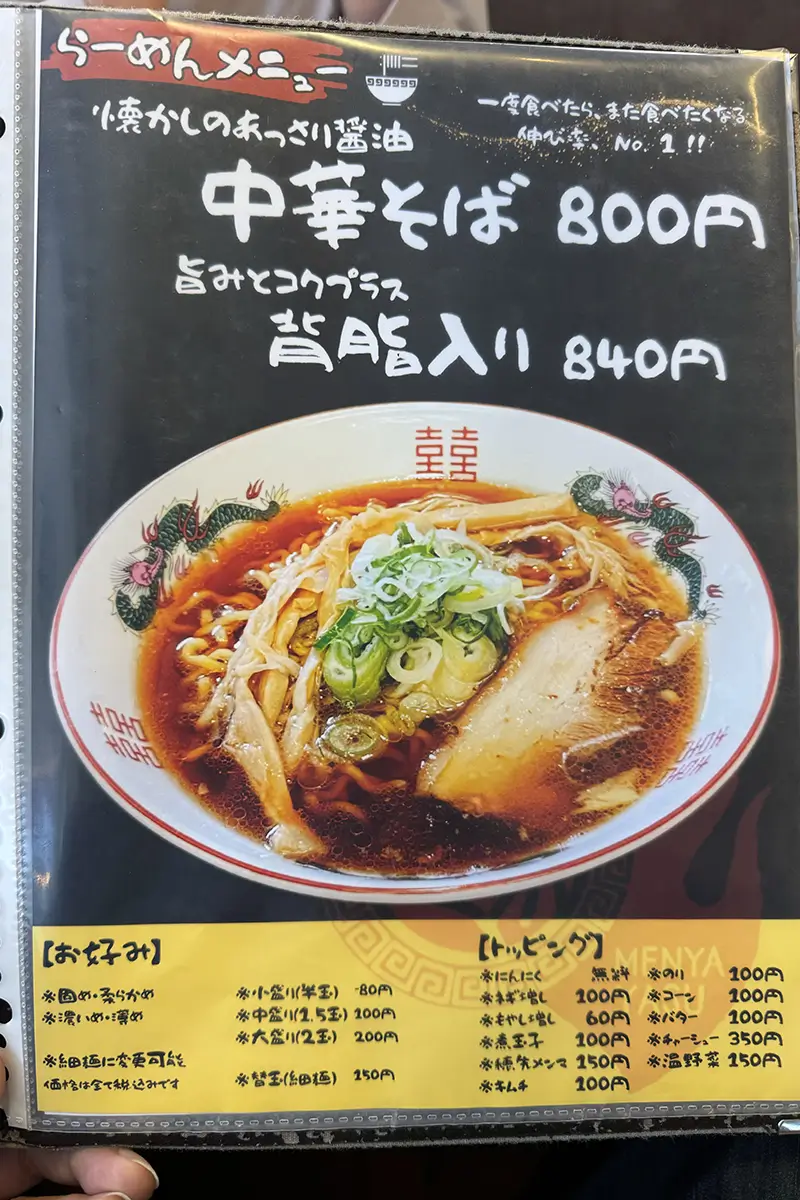 らーめんメニュー
一度食べたら、また食べたくなる
伸び率、No.1!!
懐かしのあっさり醤油
中華そば 800円
旨みとコクプラス
背脂入り 840円
囍
囍
【お好み】
※固め・柔らかめ
※濃いめ・薄め
※細麺に変更可能
価格は全て税込みです
※小盛り(半玉) -80円
※中盛り(1.5玉) 100円
※大盛り(2玉) 200円
※替玉(細麺) 150円
【トッピング】
※にんにく 無料
※ネギ増し 100円
※もやし増し 60円
※煮玉子 100円
※穂先メンマ 150円
※キムチ 100円
※のり 100円
※コーン 100円
※バター 100円
※チャーシュー 350円
※温野菜 150円
MENYA